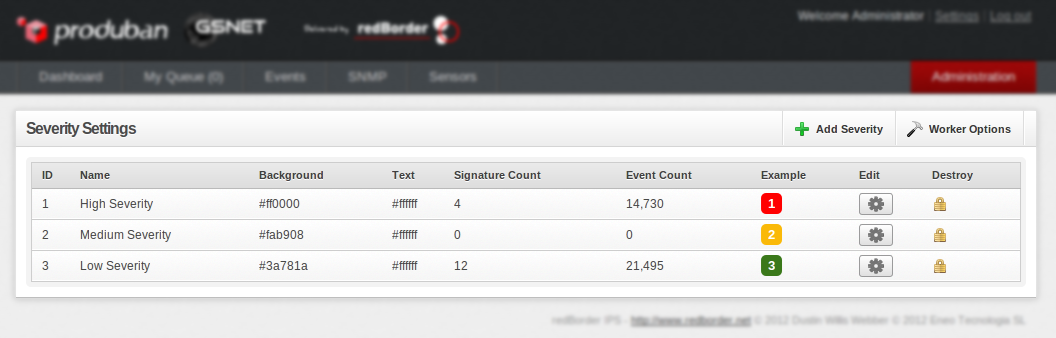 produban GSNET Powered by redBorder
Welcome Administrator | Settings | Log out
Dashboard My Queue (0) Events SNMP Sensors Administration
Severity Settings Add Severity Worker Options
ID Name Background Text Signature Count Event Count Example Edit Destroy
1 High Severity #ff0000 #ffffff 4 14,730 1
2 Medium Severity #fab908 #ffffff 0 0 2
3 Low Severity #3a781a #ffffff 12 21,495 3
redBorder IPS - http://www.redborder.net © 2012 Dustin Willis Webber © 2012 Eneo Tecnologia SL